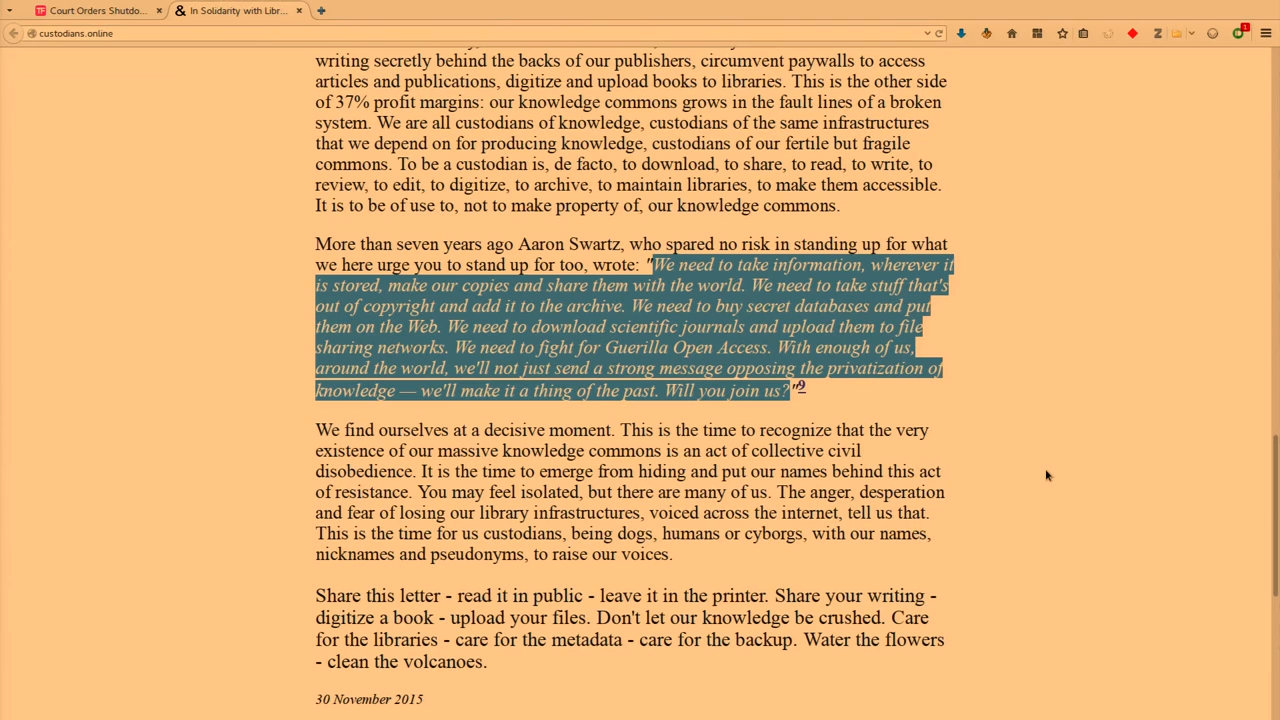 Court Orders Shutdo...
In Solidarity with Libr...
custodians.online
1
writing secretly behind the backs of our publishers, circumvent paywalls to access
articles and publications, digitize and upload books to libraries. This is the other side
of 37% profit margins: our knowledge commons grows in the fault lines of a broken
system. We are all custodians of knowledge, custodians of the same infrastructures
that we depend on for producing knowledge, custodians of our fertile but fragile
commons. To be a custodian is, de facto, to download, to share, to read, to write, to
review, to edit, to digitize, to archive, to maintain libraries, to make them accessible.
It is to be of use to, not to make property of, our knowledge commons.
More than seven years ago Aaron Swartz, who spared no risk in standing up for what
we here urge you to stand up for too, wrote: "We need to take information, wherever it
is stored, make our copies and share them with the world. We need to take stuff that's
out of copyright and add it to the archive. We need to buy secret databases and put
them on the Web. We need to download scientific journals and upload them to file
sharing networks. We need to fight for Guerilla Open Access. With enough of us,
around the world, we'll not just send a strong message opposing the privatization of
knowledge — we'll make it a thing of the past. Will you join us?"9
We find ourselves at a decisive moment. This is the time to recognize that the very
existence of our massive knowledge commons is an act of collective civil
disobedience. It is the time to emerge from hiding and put our names behind this act
of resistance. You may feel isolated, but there are many of us. The anger, desperation
and fear of losing our library infrastructures, voiced across the internet, tell us that.
This is the time for us custodians, being dogs, humans or cyborgs, with our names,
nicknames and pseudonyms, to raise our voices.
Share this letter - read it in public - leave it in the printer. Share your writing -
digitize a book - upload your files. Don't let our knowledge be crushed. Care
for the libraries - care for the metadata - care for the backup. Water the flowers
- clean the volcanoes.
30 November 2015